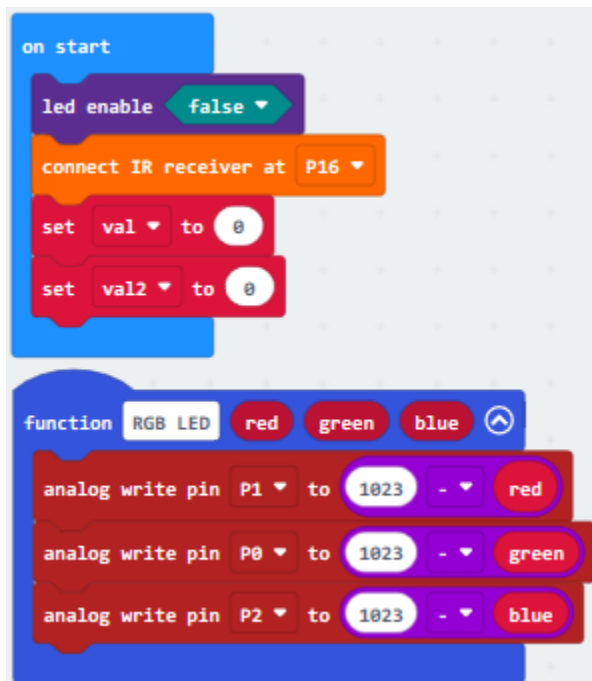 on start
led enable false
connect IR receiver at P16
set val to 0
set val2 to 0
function RGB LED red green blue
analog write pin P1 to 1023 - red
analog write pin P0 to 1023 - green
analog write pin P2 to 1023 - blue